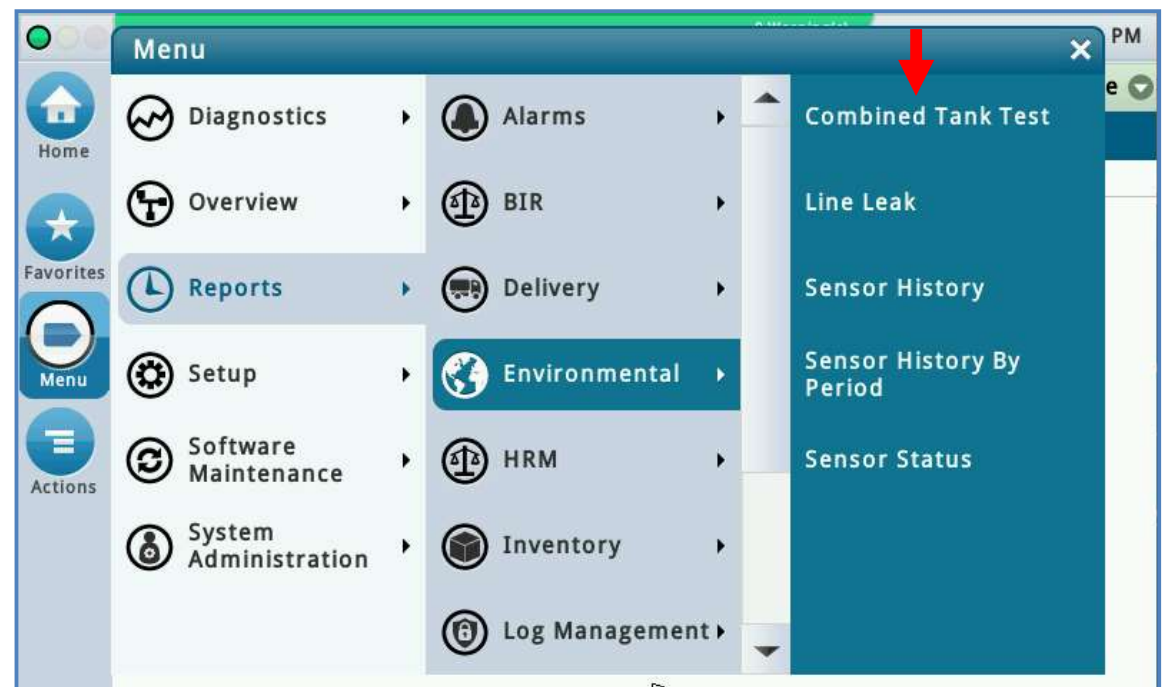 PM
Menu
e
Home
Favorites
Menu
Actions
Diagnostics
Overview
Reports
Setup
Software
Maintenance
System
Administration
Alarms
BIR
Delivery
Environmental
HRM
Inventory
Log Management
Combined Tank Test
Line Leak
Sensor History
Sensor History By
Period
Sensor Status